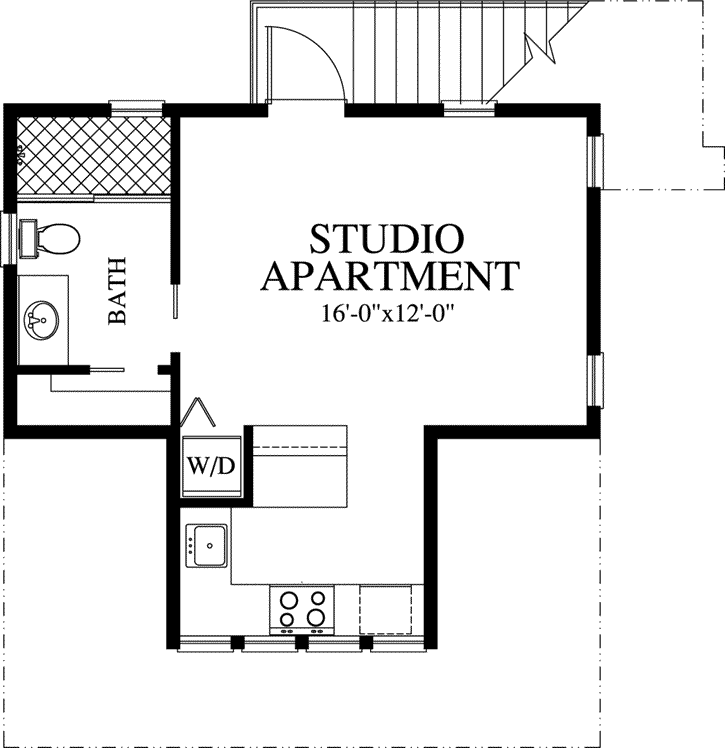 STUDIO
APARTMENT
16'-0"x12'-0"
BATH
W/D